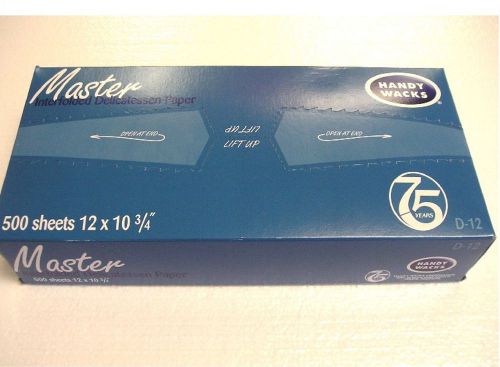 Master
Interfolded Delicatessen Paper
HANDY
WACKS®
OPEN AT END
LIFT UP
LIFT UP
OPEN AT END
75
YEARS
500 sheets 12 x 10 3/4"
D-12
Master
Interfolded Delicatessen Paper
500 sheets 12 x 10 3/4"
75
YEARS
HANDY
WACKS
D-12